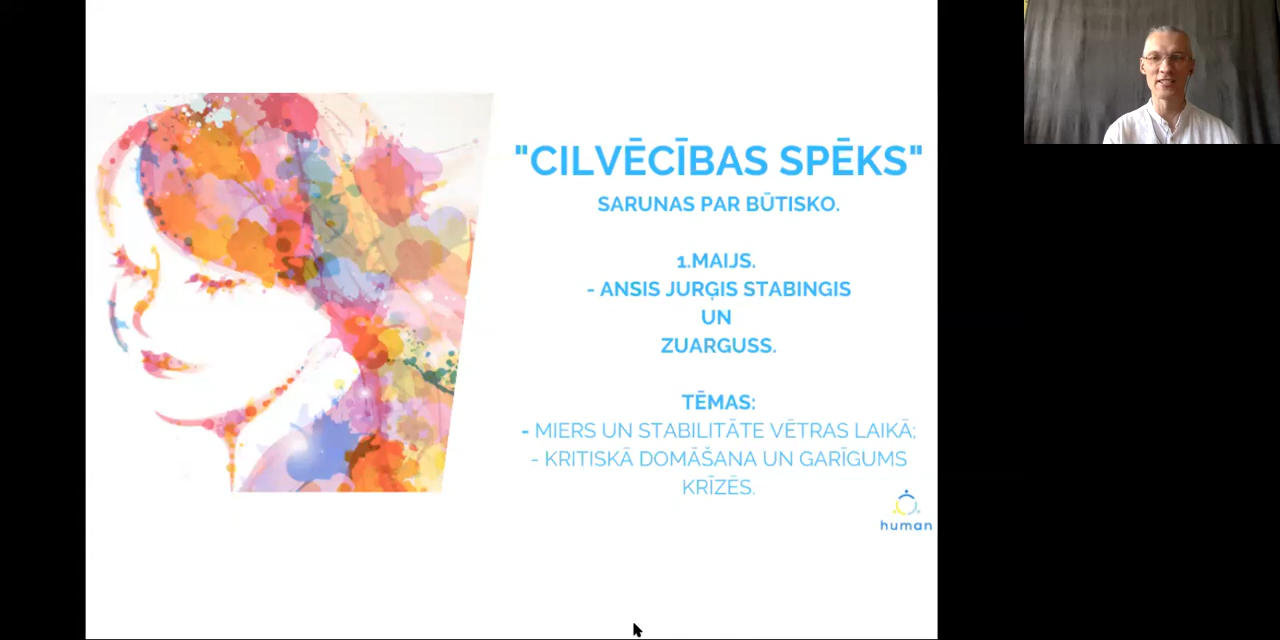 "CILVĒCĪBAS SPĒKS"
SARUNAS PAR BŪTISKO.
1.MAIJS.
- ANSIS JURĢIS STABINGIS
UN
ZUARGUSS.
TĒMAS:
- MIERS UN STABILITĀTE VĒTRAS LAIKĀ;
- KRITISKĀ DOMĀŠANA UN GARĪGUMS
KRĪZĒS.
human